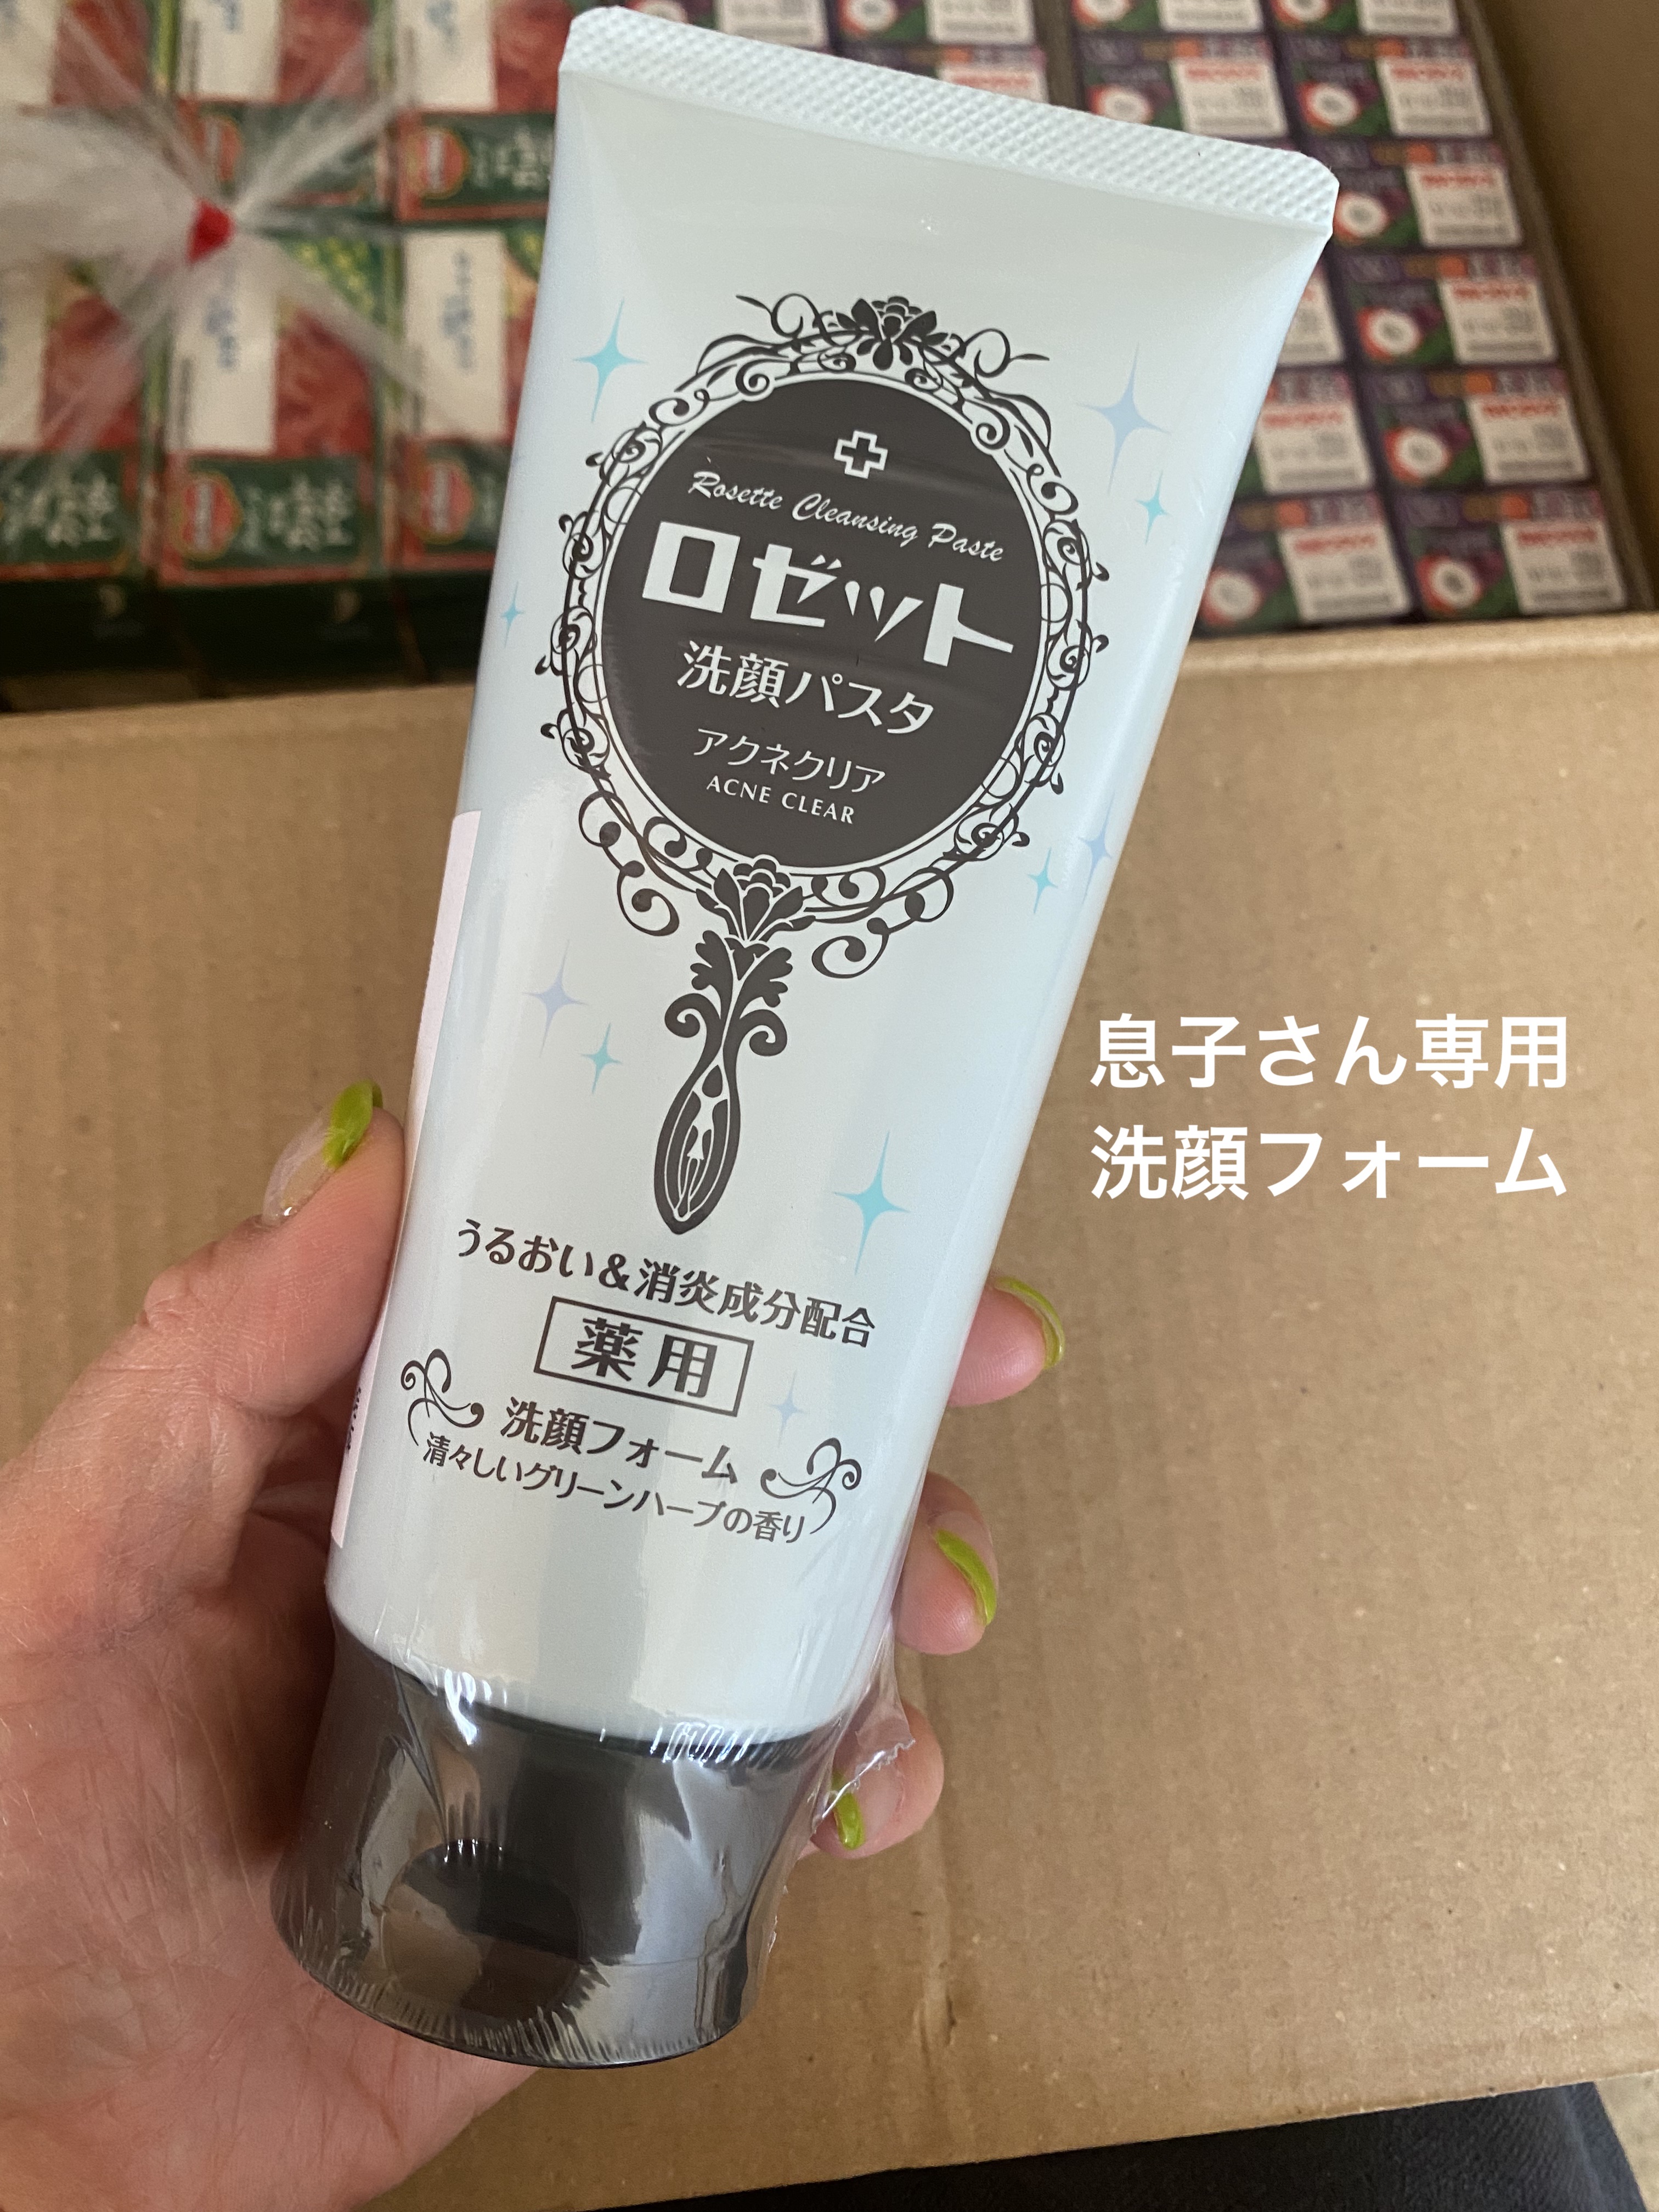 Rosette Cleansing Paste
ロゼット
洗顔パスタ
アクネクリア
ACNE CLEAR
息子さん専用
洗顔フォーム
うるおい&消炎成分配合
薬用
洗顔フォーム
清々しいグリーンハーブの香り